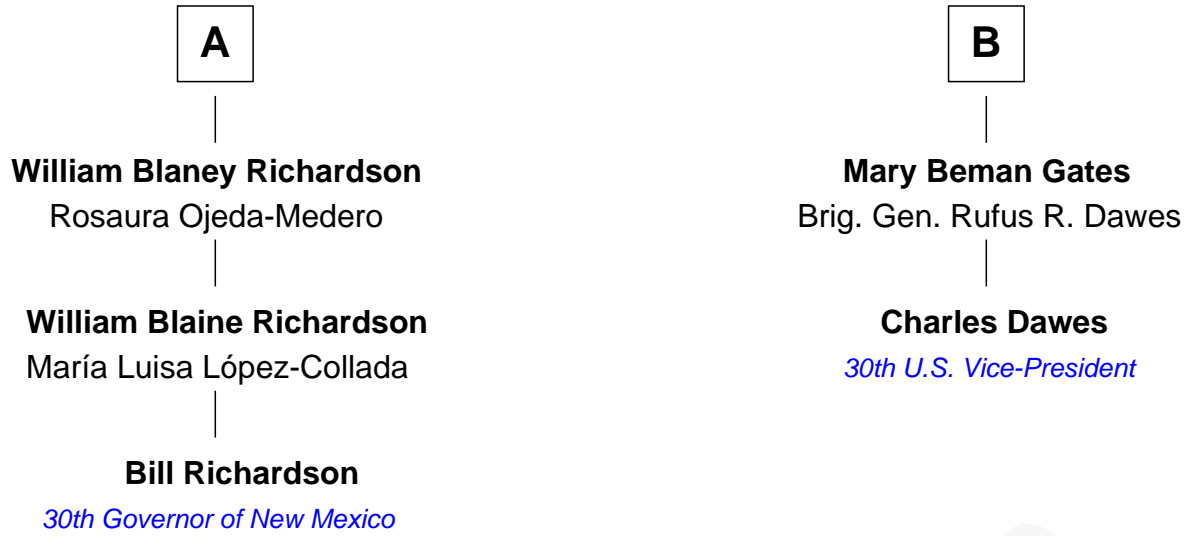 A
William Blaney Richardson
Rosaura Ojeda-Medero
William Blaine Richardson
María Luisa López-Collada
Bill Richardson
30th Governor of New Mexico
B
Mary Beman Gates
Brig. Gen. Rufus R. Dawes
Charles Dawes
30th U.S. Vice-President